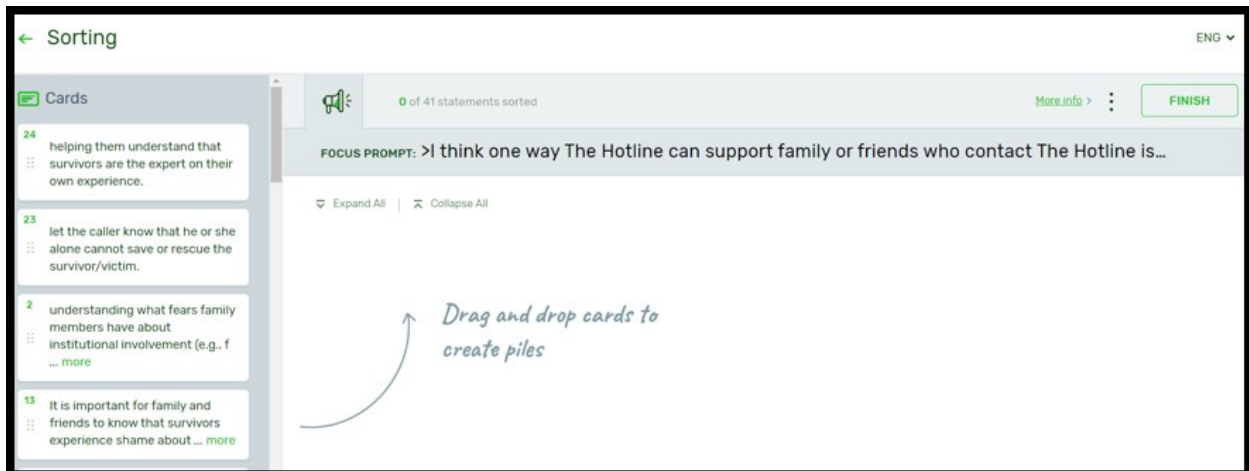 ← Sorting
ENG
Cards
24
helping them understand that
survivors are the expert on their
own experience.
23
let the caller know that he or she
alone cannot save or rescue the
survivor/victim.
2
understanding what fears family
members have about
institutional involvement (e.g., f
... more
13
It is important for family and
friends to know that survivors
experience shame about ... more
0 of 41 statements sorted
More info >
FINISH
FOCUS PROMPT: >I think one way The Hotline can support family or friends who contact The Hotline is...
Expand All | Collapse All
Drag and drop cards to
create piles